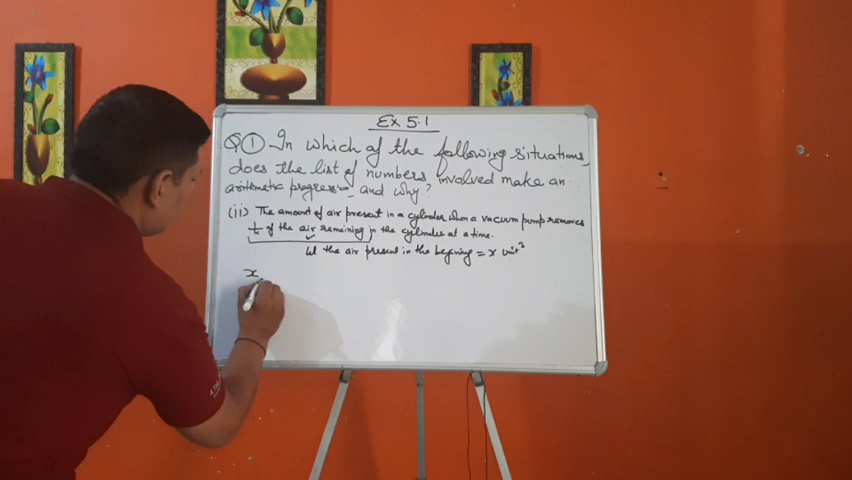 Ex 5.1
Q① In which of the following situations,
does the list of numbers involved make an
arithmetic progression, and why?
(ii) The amount of air present in a cylinder when a vacuum pump removes
1/4 of the air remaining in the cylinder at a time.
let the air present in the beginning = x unit³
x